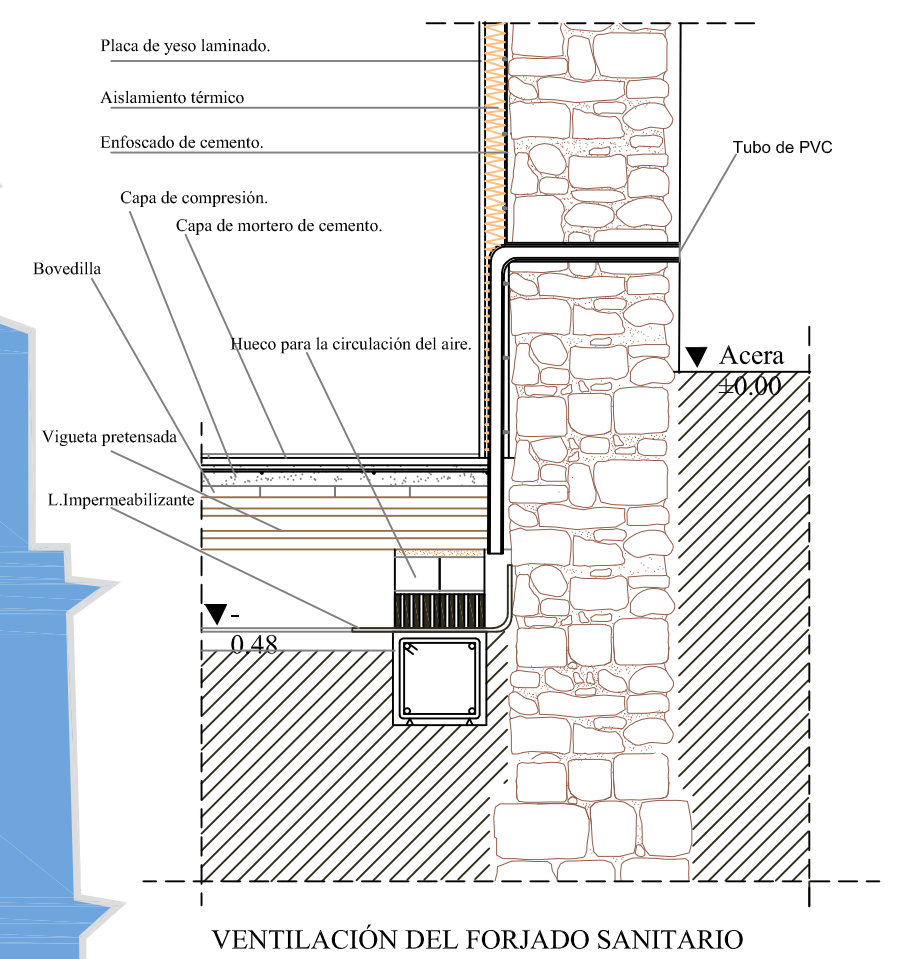 Placa de yeso laminado.
Aislamiento térmico
Enfoscado de cemento.
Tubo de PVC
Capa de compresión.
Capa de mortero de cemento.
Bovedilla
Hueco para la circulación del aire.
Acera
±0.00
Vigueta pretensada
L.Impermeabilizante
-
0.48
VENTILACIÓN DEL FORJADO SANITARIO